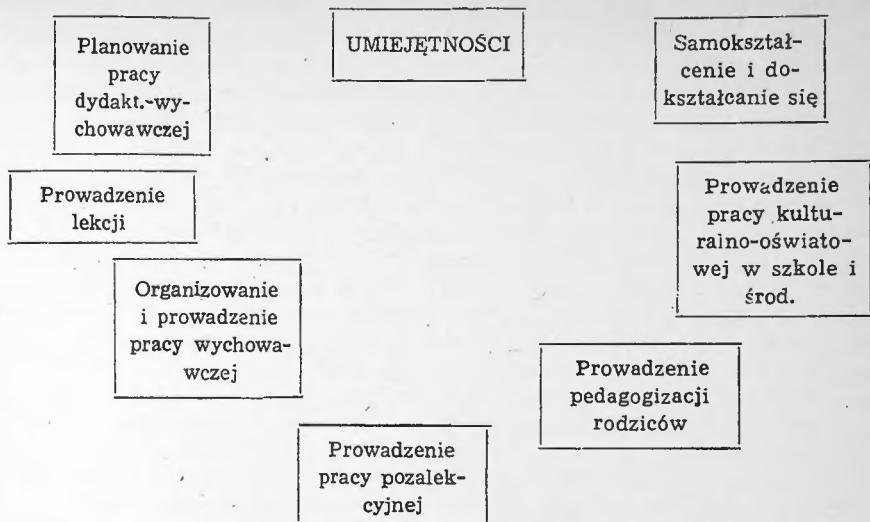 UMIEJĘTNOŚCI
Planowanie
pracy
dydakt.-wy-
chowawczej
Prowadzenie
lekcji
Organizowanie
i prowadzenie
pracy wychowa-
wczej
Prowadzenie
pracy pozalek-
cyjnej
Prowadzenie
pedagogizacji
rodziców
Prowadzenie
pracy kultu-
ralno-oświato-
wej w szkole i
środ.
Samokształ-
cenie i do-
kształcanie się